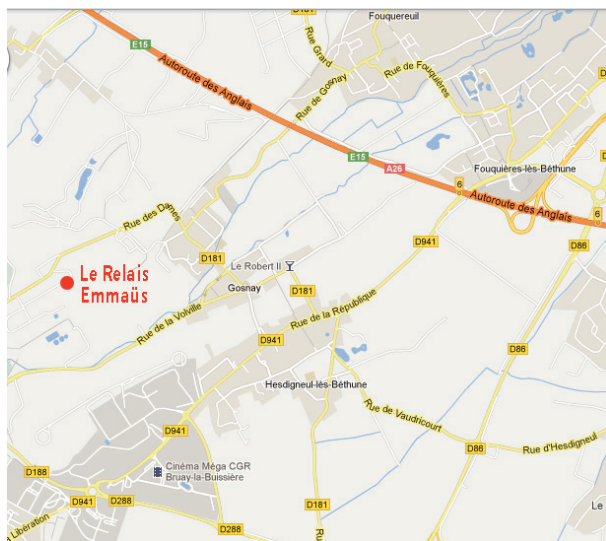 D181
Fouquereuil
E15
Rue Grard
Rue de Fouquières
Autoroute des Anglais
Rue de Gosnay
E15
A26
Fouquières-lès-Béthune
6
Autoroute des Anglais
6
Rue des Dames
D941
D86
D181
Le Robert II
Le Relais
Emmaüs
Gosnay
D181
Rue de la République
Rue de la Volville
D941
D86
Hesdigneul-lès-Béthune
Rue de Vaudricourt
D941
D86
Rue d'Hesdigneul
Cinéma Méga CGR
Bruay-la-Buissière
D188
D941
D288
D181
Le
D288
Libération